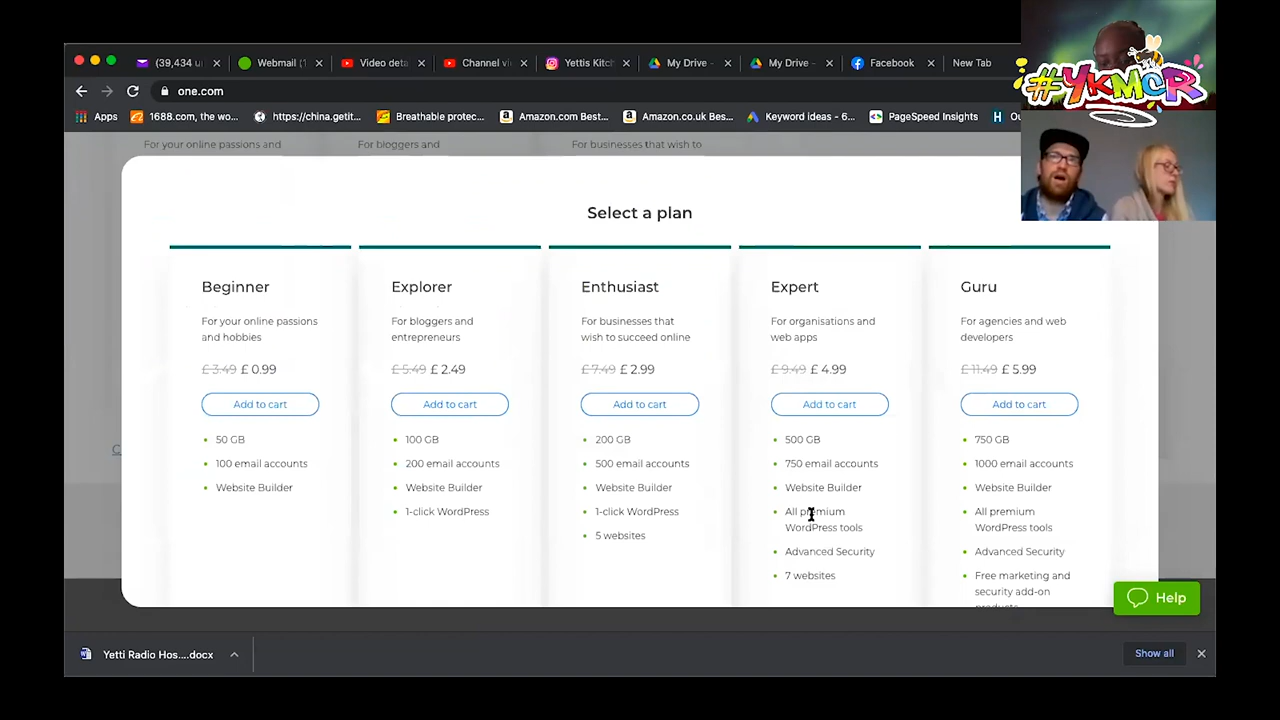 (39,434 u
Webmail (1
Video deta
Channel vi
Yettis Kitch
My Drive -
My Drive -
Facebook
New Tab
one.com
Apps
1688.com, the wo...
https://china.getit...
Breathable protec...
Amazon.com Best...
Amazon.co.uk Best...
Keyword ideas - 6...
PageSpeed Insights
Ou
#YKMCR
For your online passions and
For bloggers and
For businesses that wish to
Select a plan
Beginner
For your online passions
and hobbies
£ 3.49 £ 0.99
Add to cart
50 GB
100 email accounts
Website Builder
Explorer
For bloggers and
entrepreneurs
£ 5.49 £ 2.49
Add to cart
100 GB
200 email accounts
Website Builder
1-click WordPress
Enthusiast
For businesses that
wish to succeed online
£ 7.49 £ 2.99
Add to cart
200 GB
500 email accounts
Website Builder
1-click WordPress
5 websites
Expert
For organisations and
web apps
£ 9.49 £ 4.99
Add to cart
500 GB
750 email accounts
Website Builder
All premium
WordPress tools
Advanced Security
7 websites
Guru
For agencies and web
developers
£ 11.49 £ 5.99
Add to cart
750 GB
1000 email accounts
Website Builder
All premium
WordPress tools
Advanced Security
Free marketing and
security add-on
products
C
Help
Yetti Radio Hos....docx
Show all